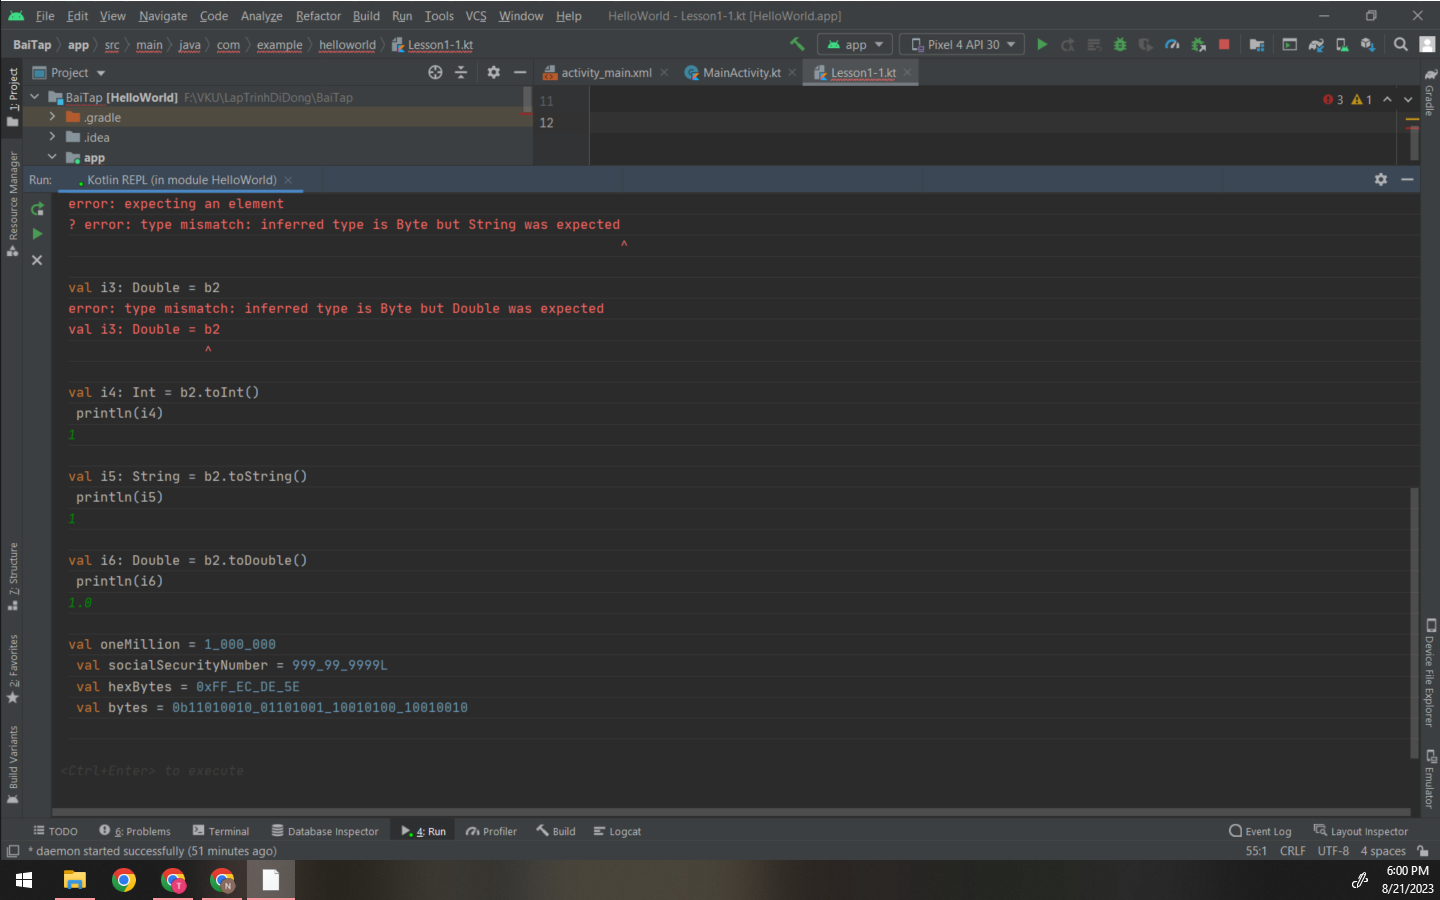 File Edit View Navigate Code Analyze Refactor Build Run Tools VCS Window Help HelloWorld - Lesson1-1.kt [HelloWorld.app]
BaiTap app src main java com example helloworld Lesson1-1.kt app Pixel 4 API 30
Project activity_main.xml MainActivity.kt Lesson1-1.kt
BaiTap [HelloWorld] F:\VKU\LapTrinhDiDong\BaiTap 11 3 1
.gradle 12
.idea
app
Run: Kotlin REPL (in module HelloWorld)
error: expecting an element
? error: type mismatch: inferred type is Byte but String was expected
^
val i3: Double = b2
error: type mismatch: inferred type is Byte but Double was expected
val i3: Double = b2
^
val i4: Int = b2.toInt()
println(i4)
1
val i5: String = b2.toString()
println(i5)
1
val i6: Double = b2.toDouble()
println(i6)
1.0
val oneMillion = 1_000_000
val socialSecurityNumber = 999_99_9999L
val hexBytes = 0xFF_EC_DE_5E
val bytes = 0b11010010_01101001_10010100_10010010
<Ctrl+Enter> to execute
1: Project
Resource Manager
7: Structure
2: Favorites
Build Variants
Gradle
Device File Explorer
Emulator
TODO 6: Problems Terminal Database Inspector 4: Run Profiler Build Logcat Event Log Layout Inspector
* daemon started successfully (51 minutes ago) 55:1 CRLF UTF-8 4 spaces
T N 6:00 PM
8/21/2023